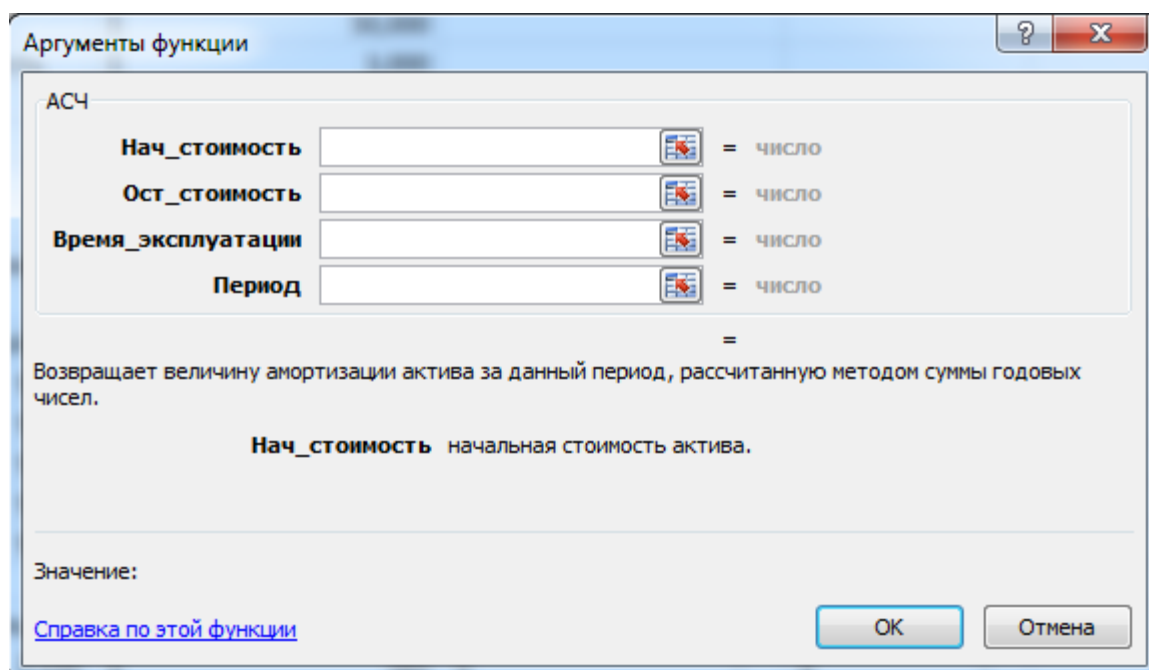 Аргументы функции
АСЧ
Нач_стоимость = число
Ост_стоимость = число
Время_эксплуатации = число
Период = число
=
Возвращает величину амортизации актива за данный период, рассчитанную методом суммы годовых
чисел.
Нач_стоимость начальная стоимость актива.
Значение:
Справка по этой функции
ОК
Отмена